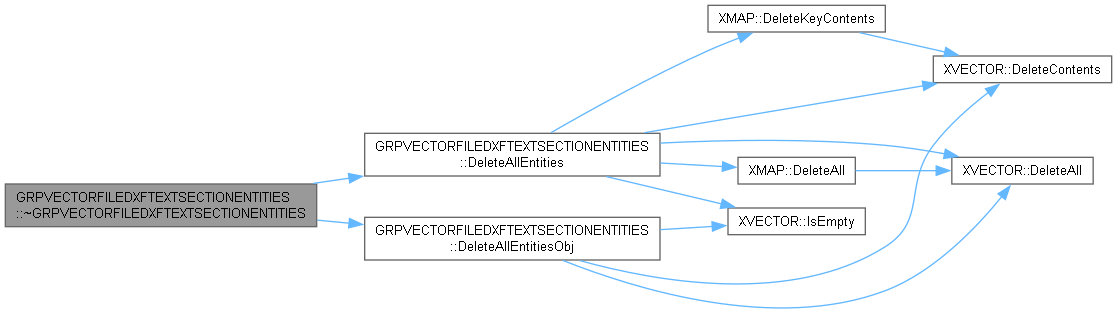 GRPVECTORFILEDXFTEXTSECTIONENTITIES
::~GRPVECTORFILEDXFTEXTSECTIONENTITIES
GRPVECTORFILEDXFTEXTSECTIONENTITIES
::DeleteAllEntities
GRPVECTORFILEDXFTEXTSECTIONENTITIES
::DeleteAllEntitiesObj
XMAP::DeleteKeyContents
XVECTOR::DeleteContents
XMAP::DeleteAll
XVECTOR::DeleteAll
XVECTOR::IsEmpty